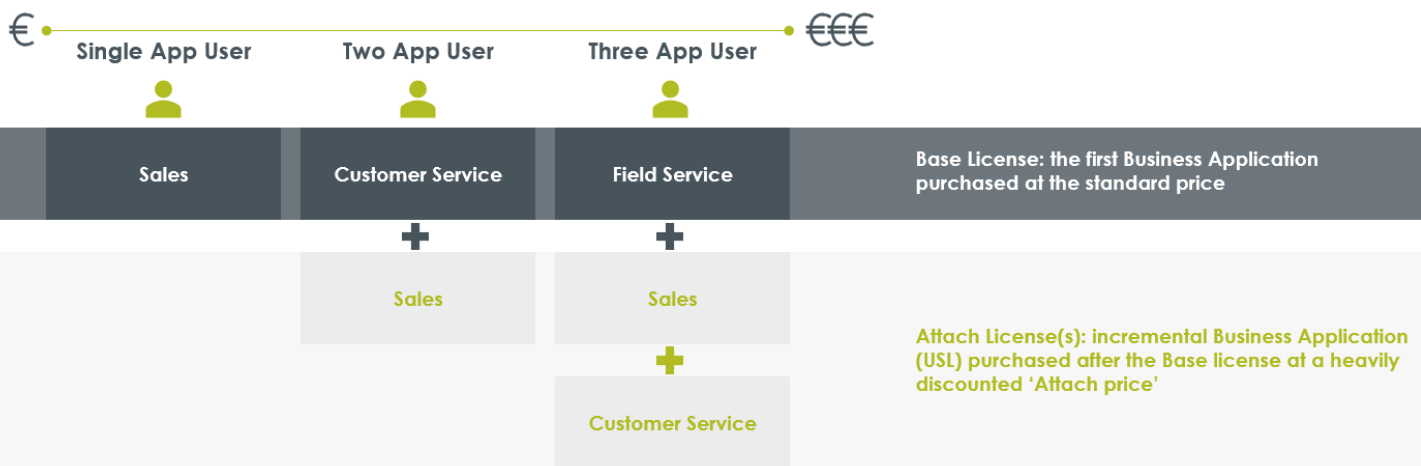 € €€€
Single App User
Two App User
Three App User
Sales
Customer Service
Field Service
Base License: the first Business Application
purchased at the standard price
Sales
Sales
Attach License(s): incremental Business Application
(USL) purchased after the Base license at a heavily
discounted ‘Attach price’
Customer Service